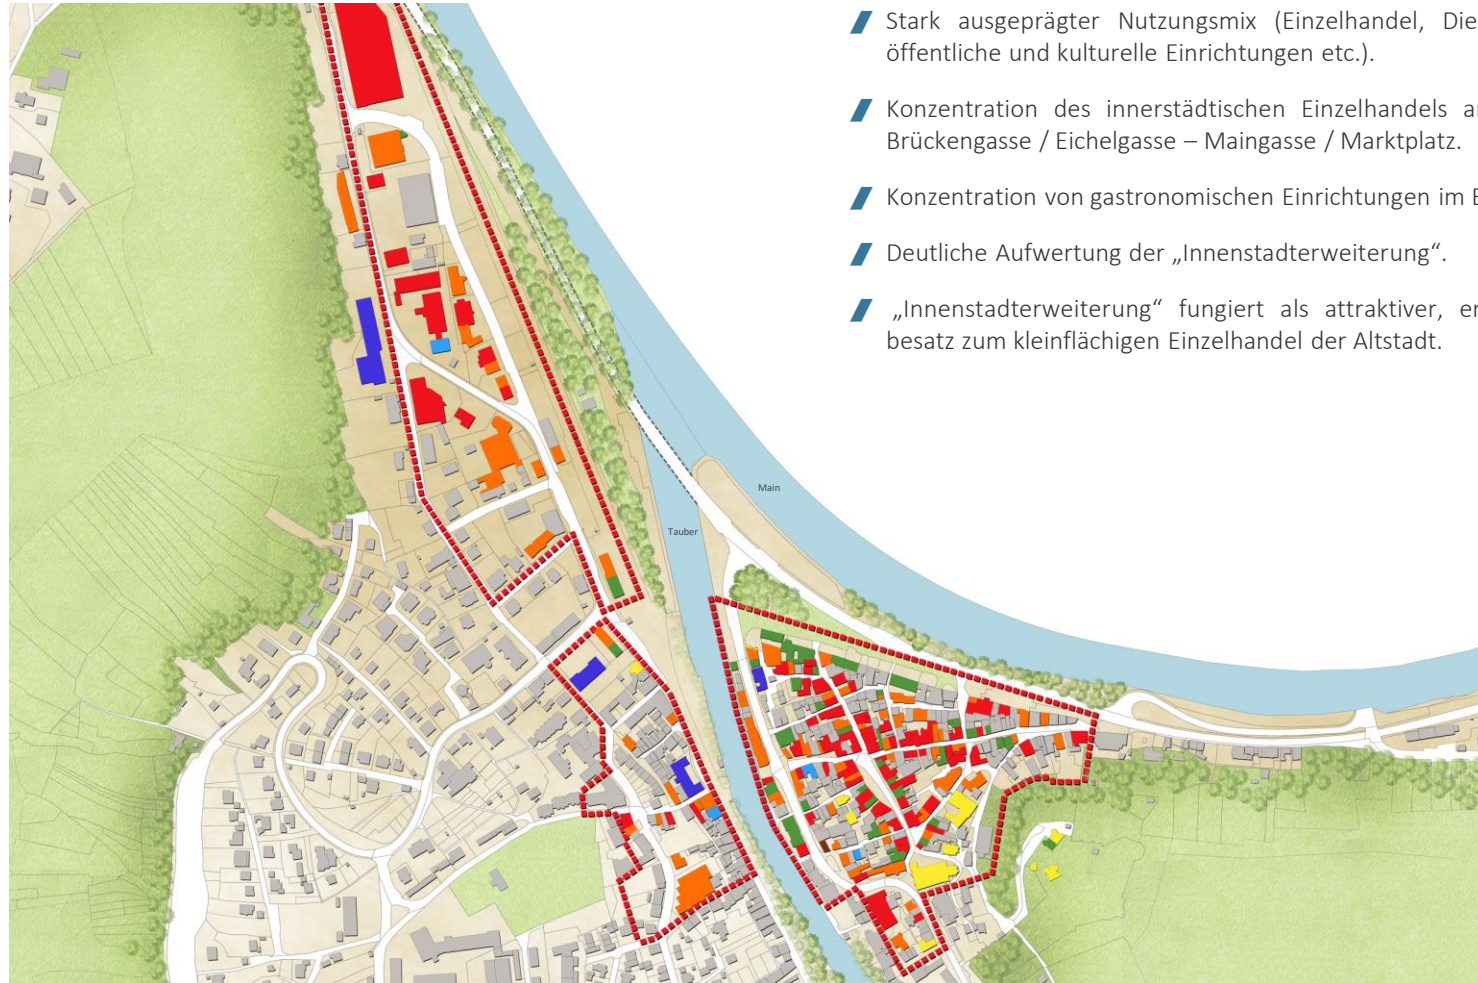 Stark ausgeprägter Nutzungsmix (Einzelhandel,
öffentliche und kulturelle Einrichtungen etc.).
Konzentration des innerstädtischen Einzelhandels
Brückengasse / Eichelgasse – Maingasse / Marktplatz.
Konzentration von gastronomischen Einrichtungen im
Deutliche Aufwertung der „Innenstadterweiterung“.
„Innenstadterweiterung“ fungiert als attraktiver,
besatz zum kleinflächigen Einzelhandel der Altstadt.
Main
Tauber